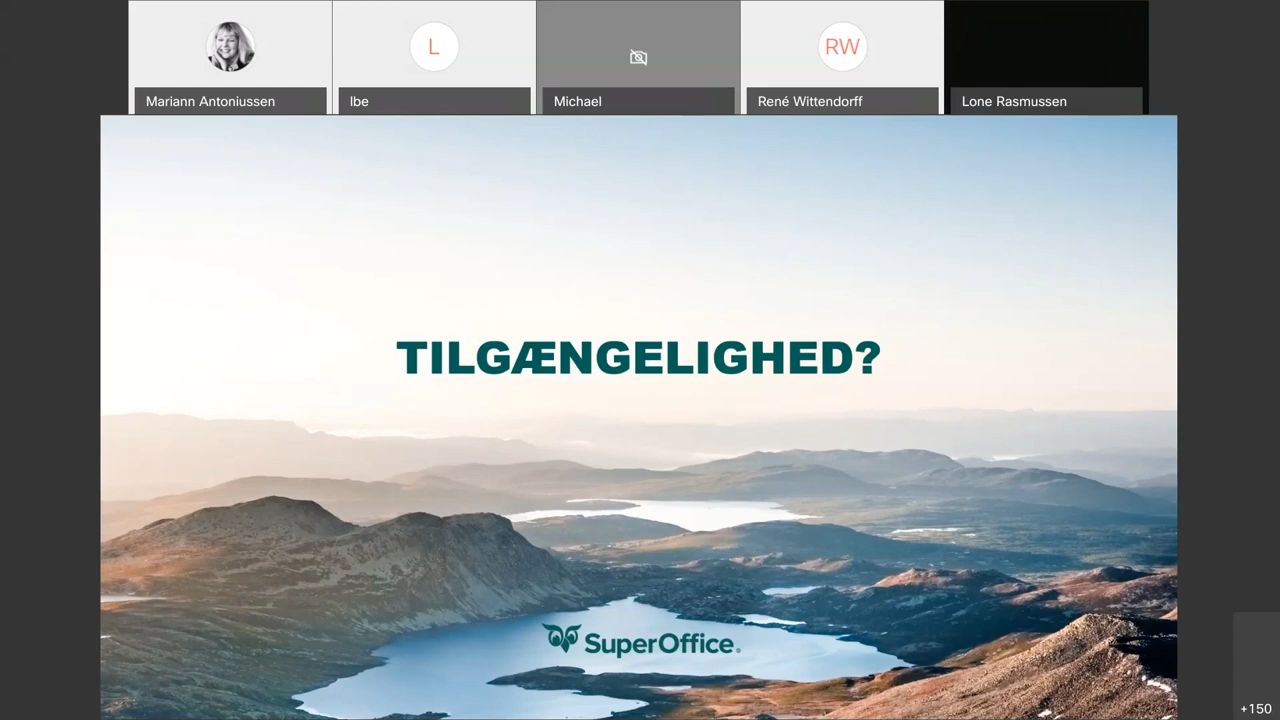 L
RW
Mariann Antoniussen
Ibe
Michael
René Wittendorff
Lone Rasmussen
TILGÆNGELIGHED?
SuperOffice®
+150